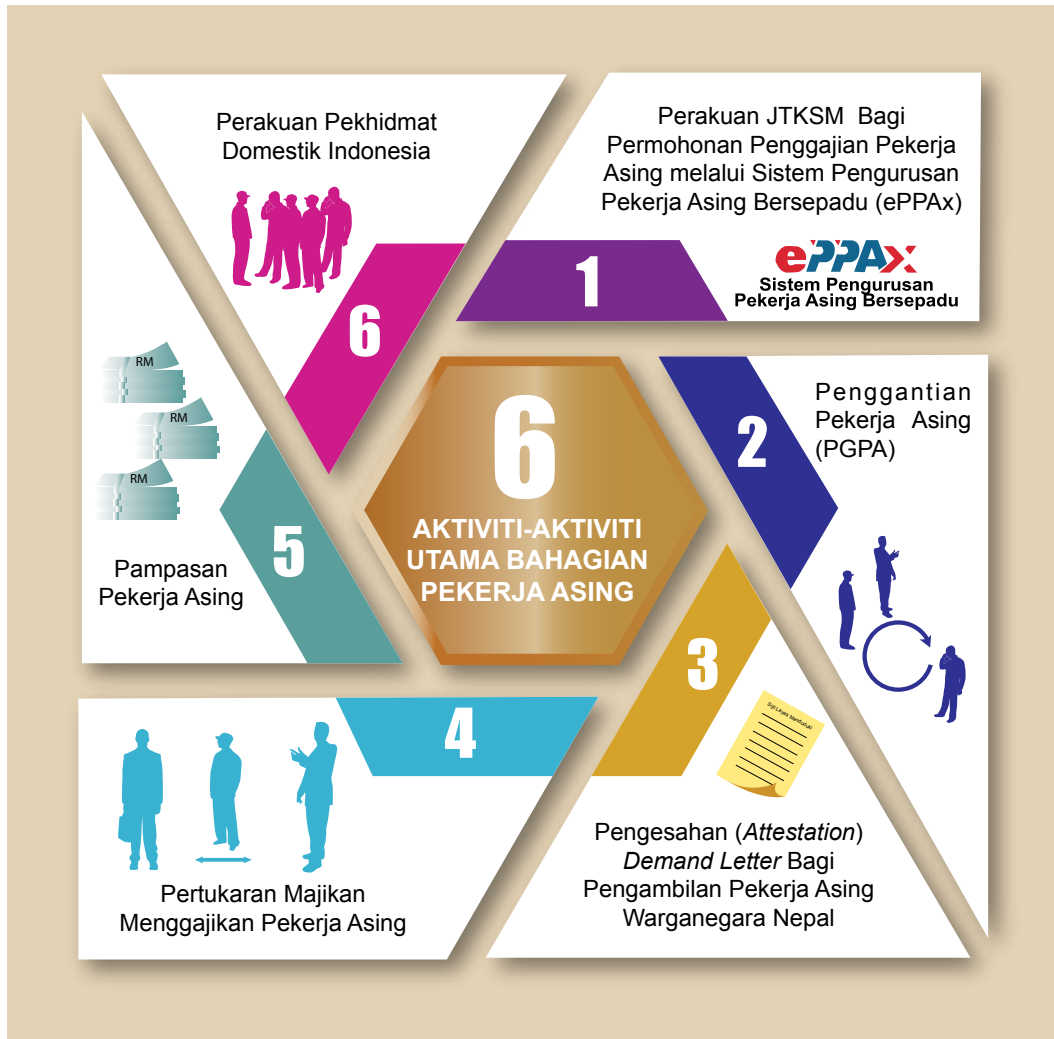 6
AKTIVITI-AKTIVITI
UTAMA BAHAGIAN
PEKERJA ASING
1
Perakuan JTKSM Bagi
Permohonan Penggajian Pekerja
Asing melalui Sistem Pengurusan
Pekerja Asing Bersepadu (ePPAx)
ePPAx
Sistem Pengurusan
Pekerja Asing Bersepadu
2
Penggantian
Pekerja Asing
(PGPA)
3
Pengesahan (Attestation)
Demand Letter Bagi
Pengambilan Pekerja Asing
Warganegara Nepal
4
Pertukaran Majikan
Menggajikan Pekerja Asing
5
RM
RM
RM
Pampasan
Pekerja Asing
6
Perakuan Pekhidmat
Domestik Indonesia